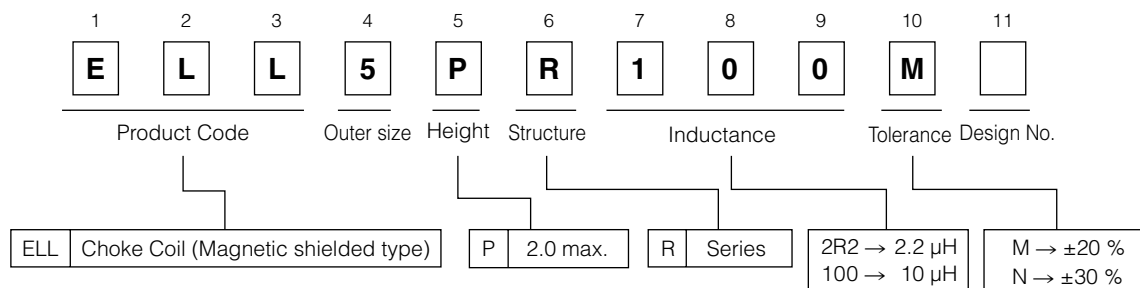 1 2 3 4 5 6 7 8 9 10 11
E L L 5 P R 1 0 0 M
Product Code Outer size Height Structure Inductance Tolerance Design No.
ELL Choke Coil (Magnetic shielded type) P 2.0 max. R Series 2R2 → 2.2 µH M → ±20 %
100 → 10 µH N → ±30 %